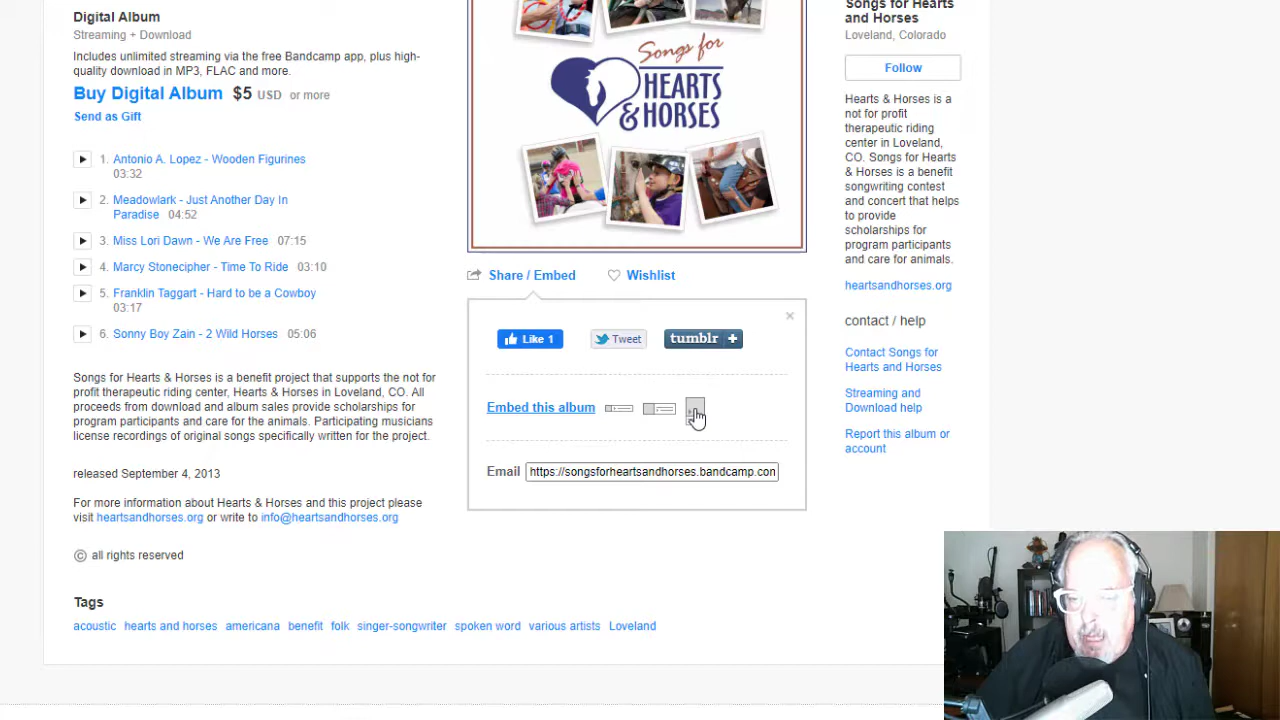 Digital Album
Streaming + Download
Includes unlimited streaming via the free Bandcamp app, plus high-
quality download in MP3, FLAC and more.
Buy Digital Album $5 USD or more
Send as Gift
1. Antonio A. Lopez - Wooden Figurines
03:32
2. Meadowlark - Just Another Day In
Paradise 04:52
3. Miss Lori Dawn - We Are Free 07:15
4. Marcy Stonecipher - Time To Ride 03:10
5. Franklin Taggart - Hard to be a Cowboy
03:17
6. Sonny Boy Zain - 2 Wild Horses 05:06
Songs for Hearts & Horses is a benefit project that supports the not for
profit therapeutic riding center, Hearts & Horses in Loveland, CO. All
proceeds from download and album sales provide scholarships for
program participants and care for the animals. Participating musicians
license recordings of original songs specifically written for the project.
released September 4, 2013
For more information about Hearts & Horses and this project please
visit heartsandhorses.org or write to info@heartsandhorses.org
© all rights reserved
Tags
acoustic hearts and horses americana benefit folk singer-songwriter spoken word various artists Loveland
Songs for
HEARTS
& HORSES
Share / Embed Wishlist
×
Like 1 Tweet tumblr +
Embed this album
Email https://songsforheartsandhorses.bandcamp.con
Songs for Hearts
and Horses
Loveland, Colorado
Follow
Hearts & Horses is a
not for profit
therapeutic riding
center in Loveland,
CO. Songs for Hearts
& Horses is a benefit
songwriting contest
and concert that helps
to provide
scholarships for
program participants
and care for animals.
heartsandhorses.org
contact / help
Contact Songs for
Hearts and Horses
Streaming and
Download help
Report this album or
account